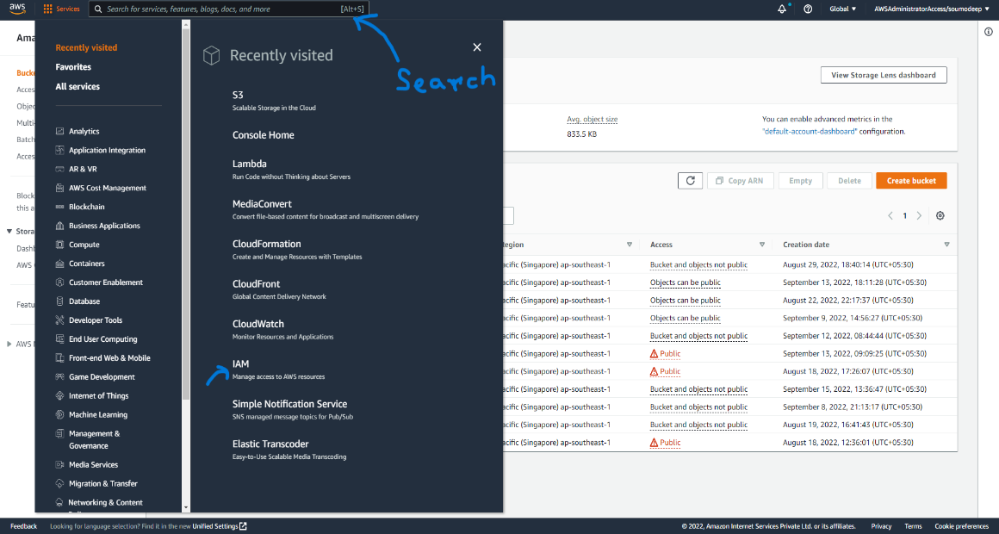 aws
Services
Search for services, features, blogs, docs, and more
[Alt+S]
Global
AWSAdministratorAccess/soumodeep
Search
Recently visited
Favorites
All services
Analytics
Application Integration
AR & VR
AWS Cost Management
Blockchain
Business Applications
Compute
Containers
Customer Enablement
Database
Developer Tools
End User Computing
Front-end Web & Mobile
Game Development
Internet of Things
Machine Learning
Management &
Governance
Media Services
Migration & Transfer
Networking & Content
Recently visited
S3
Scalable Storage in the Cloud
Console Home
Lambda
Run Code without Thinking about Servers
MediaConvert
Convert file-based content for broadcast and multiscreen delivery
CloudFormation
Create and Manage Resources with Templates
CloudFront
Global Content Delivery Network
CloudWatch
Monitor Resources and Applications
IAM
Manage access to AWS resources
Simple Notification Service
SNS managed message topics for Pub/Sub
Elastic Transcoder
Easy-to-Use Scalable Media Transcoding
View Storage Lens dashboard
Avg. object size
833.5 KB
You can enable advanced metrics in the
"default-account-dashboard" configuration.
Copy ARN
Empty
Delete
Create bucket
1
egion
Access
Creation date
acific (Singapore) ap-southeast-1 Bucket and objects not public August 29, 2022, 18:40:14 (UTC+05:30)
acific (Singapore) ap-southeast-1 Objects can be public September 13, 2022, 18:11:28 (UTC+05:30)
acific (Singapore) ap-southeast-1 Objects can be public August 22, 2022, 22:17:37 (UTC+05:30)
acific (Singapore) ap-southeast-1 Objects can be public September 9, 2022, 14:56:27 (UTC+05:30)
acific (Singapore) ap-southeast-1 Bucket and objects not public September 12, 2022, 08:44:44 (UTC+05:30)
acific (Singapore) ap-southeast-1 Public September 13, 2022, 09:09:25 (UTC+05:30)
acific (Singapore) ap-southeast-1 Public August 18, 2022, 17:26:07 (UTC+05:30)
acific (Singapore) ap-southeast-1 Bucket and objects not public September 15, 2022, 13:36:47 (UTC+05:30)
acific (Singapore) ap-southeast-1 Bucket and objects not public September 8, 2022, 21:13:17 (UTC+05:30)
acific (Singapore) ap-southeast-1 Bucket and objects not public August 19, 2022, 16:41:43 (UTC+05:30)
acific (Singapore) ap-southeast-1 Public August 18, 2022, 12:36:01 (UTC+05:30)
Ama
Bucke
Acces
Objec
Multi-
Batch
Acces
Block
this a
Stora
Dashb
AWS
Featu
AWS M
Feedback
Looking for language selection? Find it in the new Unified Settings
© 2022, Amazon Internet Services Private Ltd. or its affiliates.
Privacy
Terms
Cookie preferences